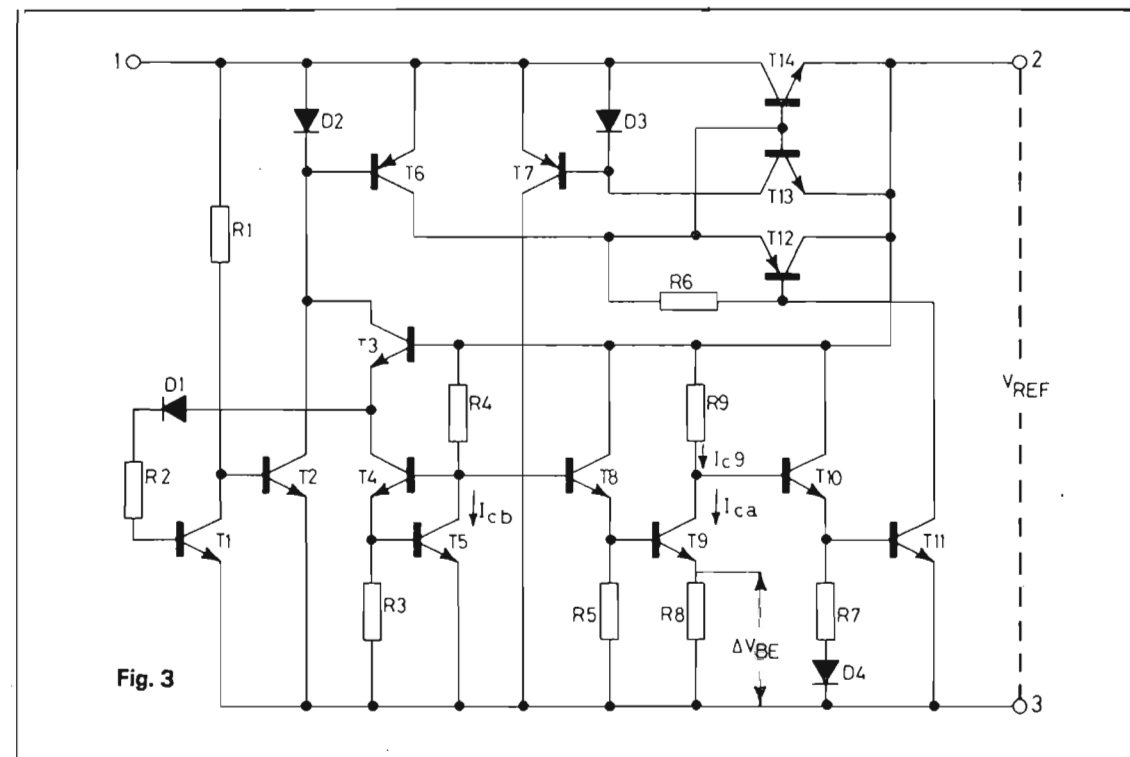 1
T14
2
D2
D3
T6
T7
T13
R1
T12
R6
T3
D1
R4
R9
V REF
Ic9
R2
T4
T8
T10
T2
Icb
Ica
T1
T5
T9
T11
R3
R5
R8
R7
ΔVBE
Fig. 3
D4
3